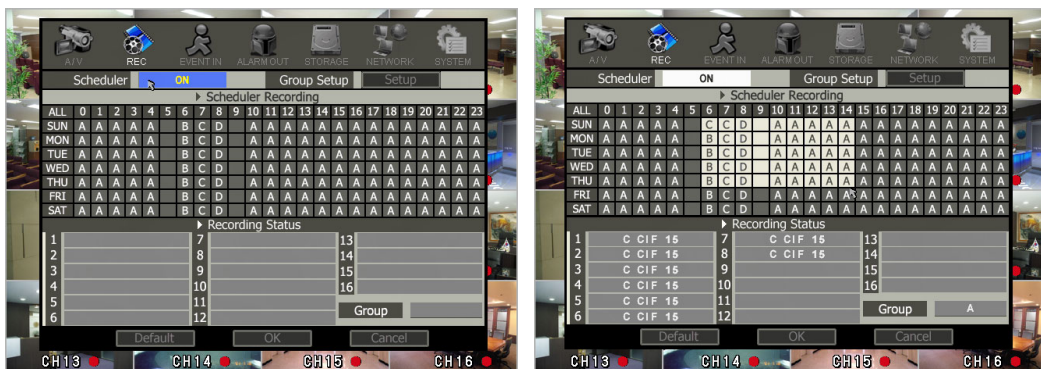 A/V REC EVENT IN ALARM OUT STORAGE NETWORK SYSTEM
Scheduler ON Group Setup Setup
Scheduler Recording
ALL 0 1 2 3 4 5 6 7 8 9 10 11 12 13 14 15 16 17 18 19 20 21 22 23
SUN A A A A A B C D A A A A A A A A A A A A A A
MON A A A A A B C D A A A A A A A A A A A A A A
TUE A A A A A B C D A A A A A A A A A A A A A A
WED A A A A A B C D A A A A A A A A A A A A A A
THU A A A A A B C D A A A A A A A A A A A A A A
FRI A A A A A B C D A A A A A A A A A A A A A A
SAT A A A A A B C D A A A A A A A A A A A A A A
Recording Status
1 7 13
2 8 14
3 9 15
4 10 16
5 11 Group
6 12
Default OK Cancel
CH13 CH14 CH15 CH16
A/V REC EVENT IN ALARM OUT STORAGE NETWORK SYSTEM
Scheduler ON Group Setup Setup
Scheduler Recording
ALL 0 1 2 3 4 5 6 7 8 9 10 11 12 13 14 15 16 17 18 19 20 21 22 23
SUN A A A A A C C D A A A A A A A A A A A A A A
MON A A A A A B C D A A A A A A A A A A A A A A
TUE A A A A A B C D A A A A A A A A A A A A A A
WED A A A A A B C D A A A A A A A A A A A A A A
THU A A A A A B C D A A A A A A A A A A A A A A
FRI A A A A A B C D A A A A A A A A A A A A A A
SAT A A A A A B C D A A A A A A A A A A A A A A
Recording Status
1 C CIF 15 7 C CIF 15 13
2 C CIF 15 8 C CIF 15 14
3 C CIF 15 9 15
4 C CIF 15 10 16
5 C CIF 15 11 Group A
6 C CIF 15 12
Default OK Cancel
CH13 CH14 CH15 CH16